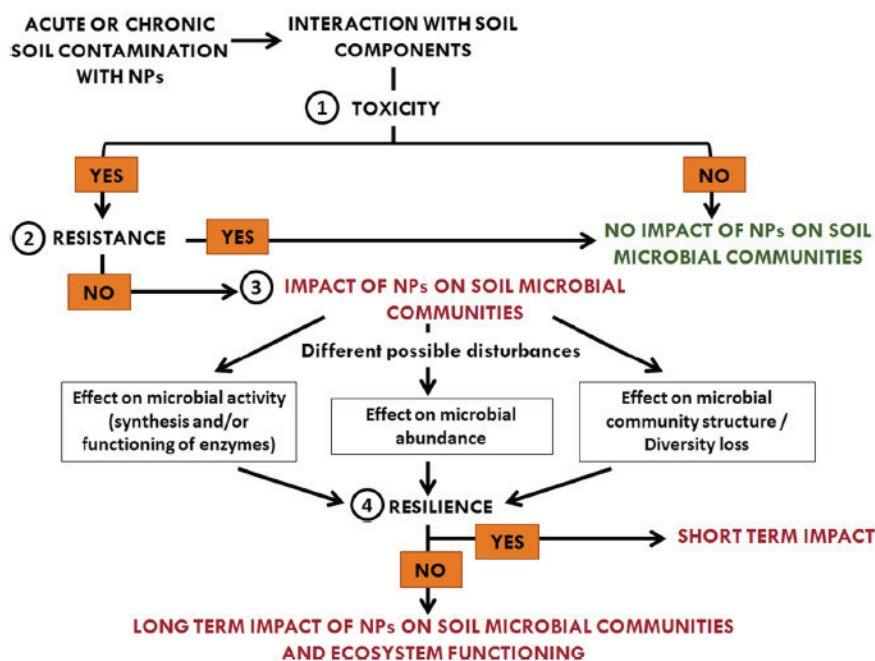 ACUTE OR CHRONIC
SOIL CONTAMINATION
WITH NPs
INTERACTION WITH SOIL
COMPONENTS
1 TOXICITY
YES
NO
2 RESISTANCE
YES
NO IMPACT OF NPs ON SOIL
MICROBIAL COMMUNITIES
NO
3 IMPACT OF NPs ON SOIL MICROBIAL
COMMUNITIES
Different possible disturbances
Effect on microbial activity
(synthesis and/or
functioning of enzymes)
Effect on microbial
abundance
Effect on microbial
community structure /
Diversity loss
4 RESILIENCE
YES
SHORT TERM IMPACT
NO
LONG TERM IMPACT OF NPs ON SOIL MICROBIAL COMMUNITIES
AND ECOSYSTEM FUNCTIONING